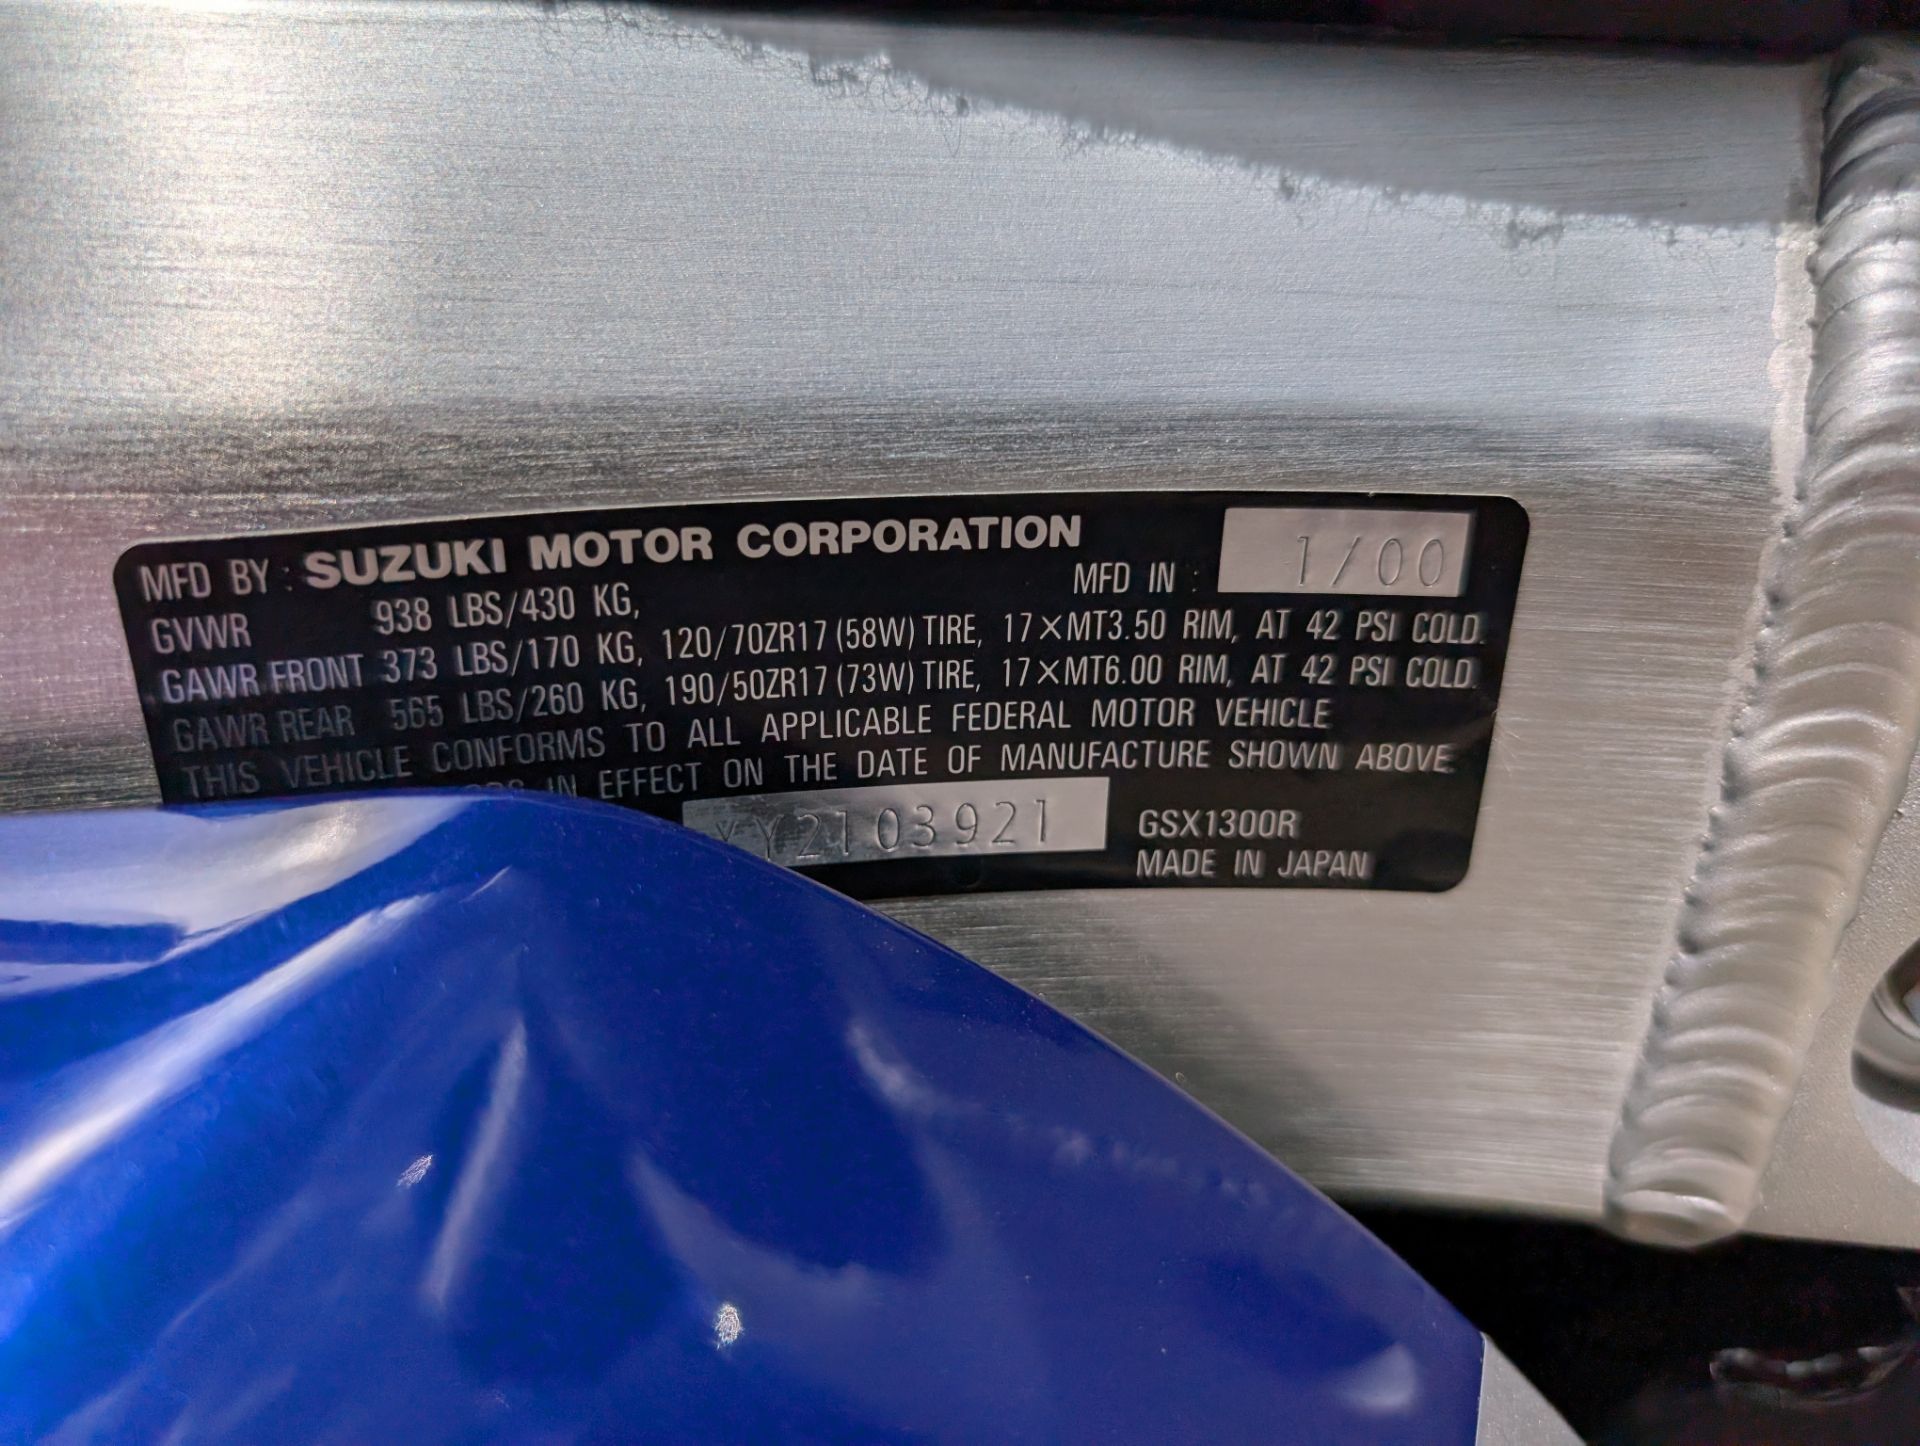 MFD BY : SUZUKI MOTOR CORPORATION
MFD IN : 1/00
GVWR 938 LBS/430 KG,
GAWR FRONT 373 LBS/170 KG, 120/70ZR17 (58W) TIRE, 17×MT3.50 RIM, AT 42 PSI COLD.
GAWR REAR 565 LBS/260 KG, 190/50ZR17 (73W) TIRE, 17×MT6.00 RIM, AT 42 PSI COLD.
THIS VEHICLE CONFORMS TO ALL APPLICABLE FEDERAL MOTOR VEHICLE
IN EFFECT ON THE DATE OF MANUFACTURE SHOWN ABOVE
Y2103921 GSX1300R
MADE IN JAPAN